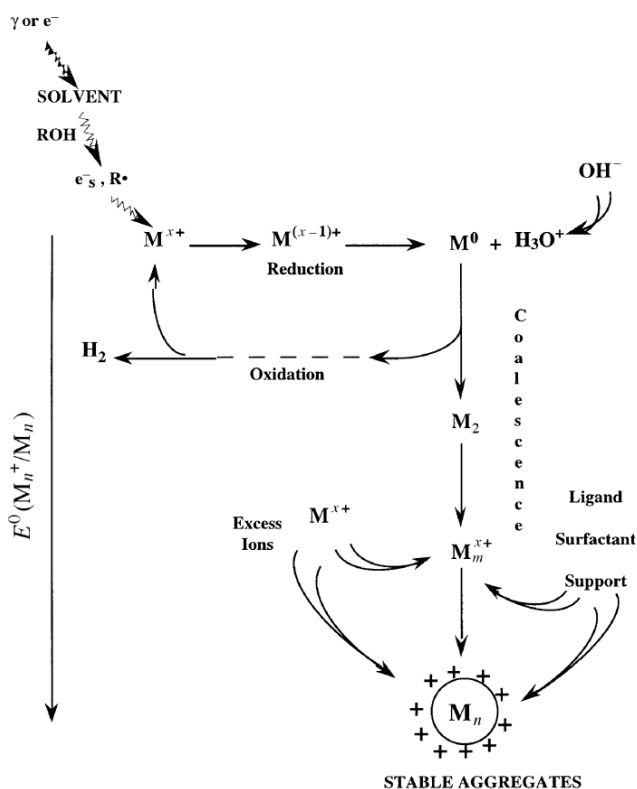 γ or e⁻
SOLVENT
ROH
e⁻s , R•
OH⁻
Mˣ⁺
M⁽ˣ⁻¹⁾⁺
M⁰ + H₃O⁺
Reduction
Coalescence
H₂
Oxidation
M₂
E⁰(Mₙ⁺/Mₙ)
Excess
Ions
Mˣ⁺
Mₘˣ⁺
Ligand
Surfactant
Support
+ + + + + + + + + + + +
Mₙ
STABLE AGGREGATES